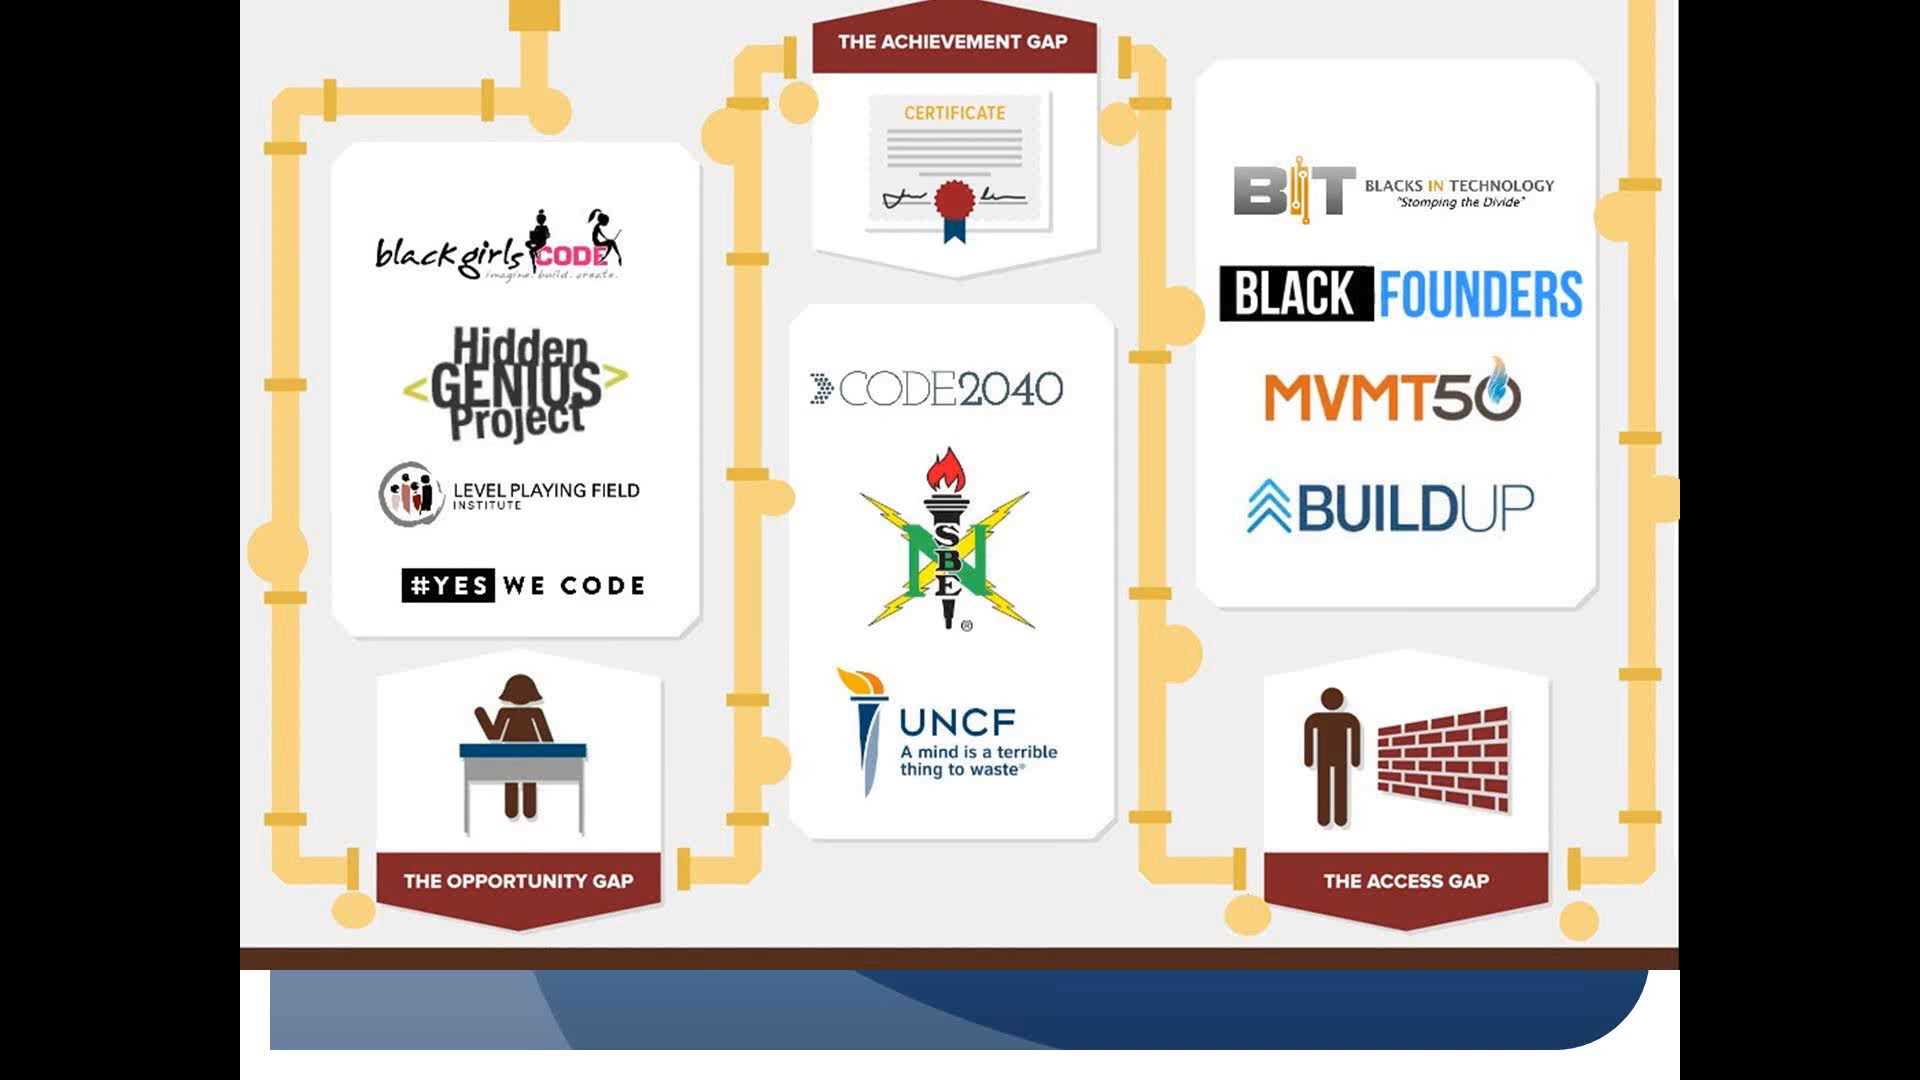 black girls CODE
imagine. build. create.
Hidden
<GENIUS>
Project
LEVEL PLAYING FIELD
INSTITUTE
#YES WE CODE
THE OPPORTUNITY GAP
THE ACHIEVEMENT GAP
CERTIFICATE
CODE2040
NSBE
®
UNCF
A mind is a terrible
thing to waste®
BIT BLACKS IN TECHNOLOGY
"Stomping the Divide"
BLACK FOUNDERS
MVMT50
BUILDUP
THE ACCESS GAP